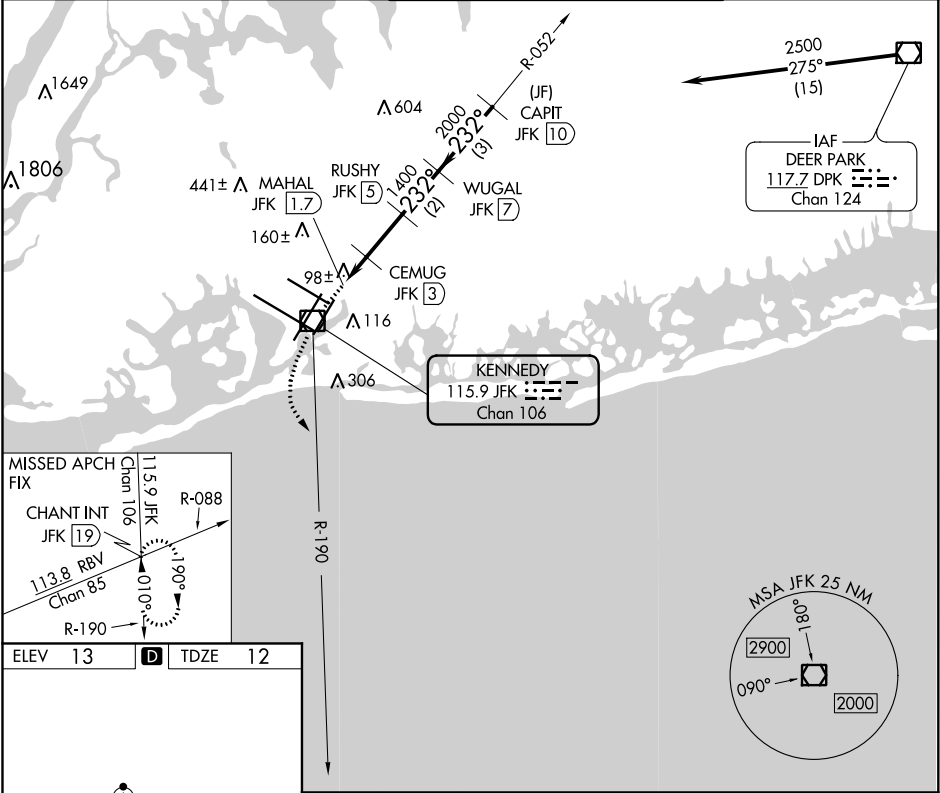 1649
1806
604
441±
MAHAL
JFK 1.7
160±
98±
116
306
RUSHY
JFK 5
R-052
(JF)
CAPIT
JFK 10
2000
232°
(3)
WUGAL
JFK 7
1400
232°
(2)
CEMUG
JFK 3
2500
275°
(15)
IAF
DEER PARK
117.7 DPK
Chan 124
KENNEDY
115.9 JFK
Chan 106
R-190
MISSED APCH
FIX
Chan 106
115.9 JFK
R-088
CHANT INT
JFK 19
113.8 RBV
Chan 85
190°
010°
R-190
MSA JFK 25 NM
180°
2900
090°
2000
ELEV 13 D TDZE 12